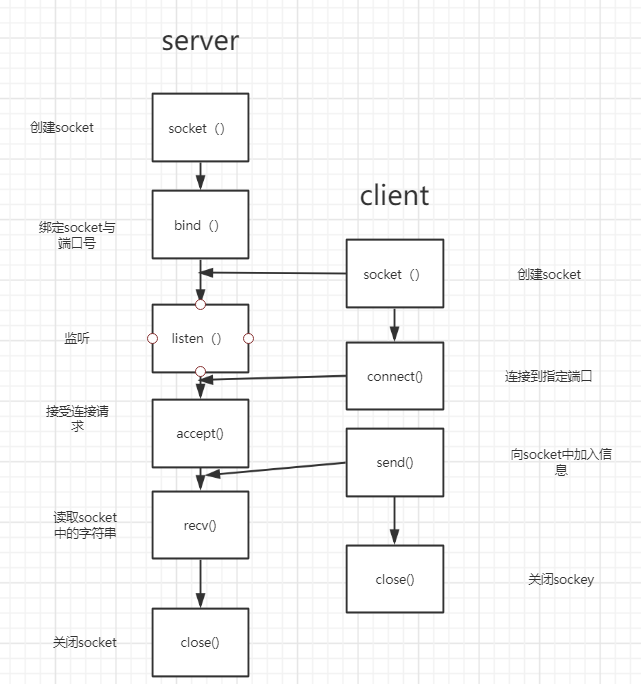 server
创建socket
socket（）
client
绑定socket与
端口号
bind（）
socket（）
创建socket
监听
listen（）
connect()
连接到指定端口
接受连接请
求
accept()
send()
向socket中加入信
息
读取socket
中的字符串
recv()
close()
关闭sockey
关闭socket
close()